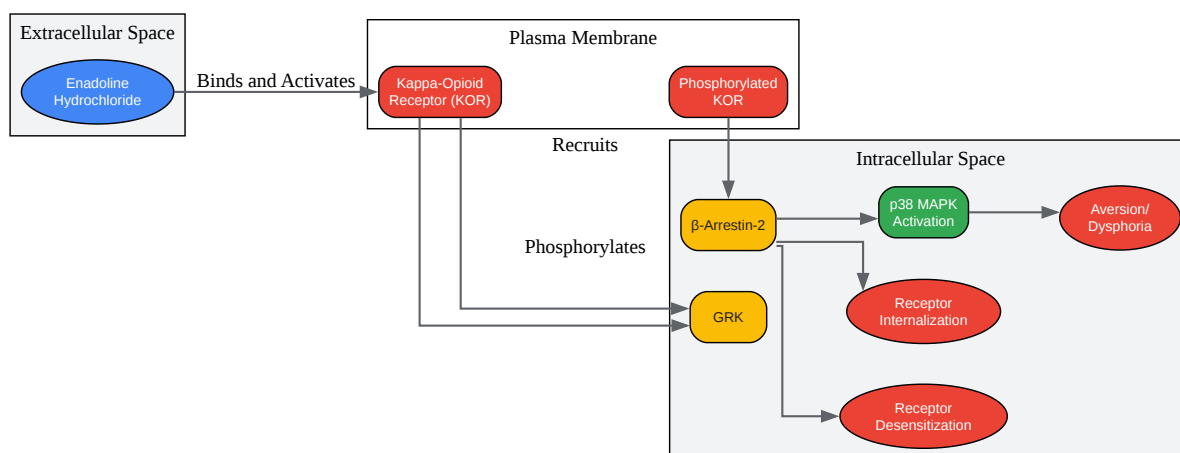 Extracellular Space
Enadoline
Hydrochloride
Binds and Activates
Plasma Membrane
Kappa-Opioid
Receptor (KOR)
Phosphorylated
KOR
Recruits
Phosphorylates
Intracellular Space
β-Arrestin-2
p38 MAPK
Activation
Aversion/
Dysphoria
GRK
Receptor
Internalization
Receptor
Desensitization